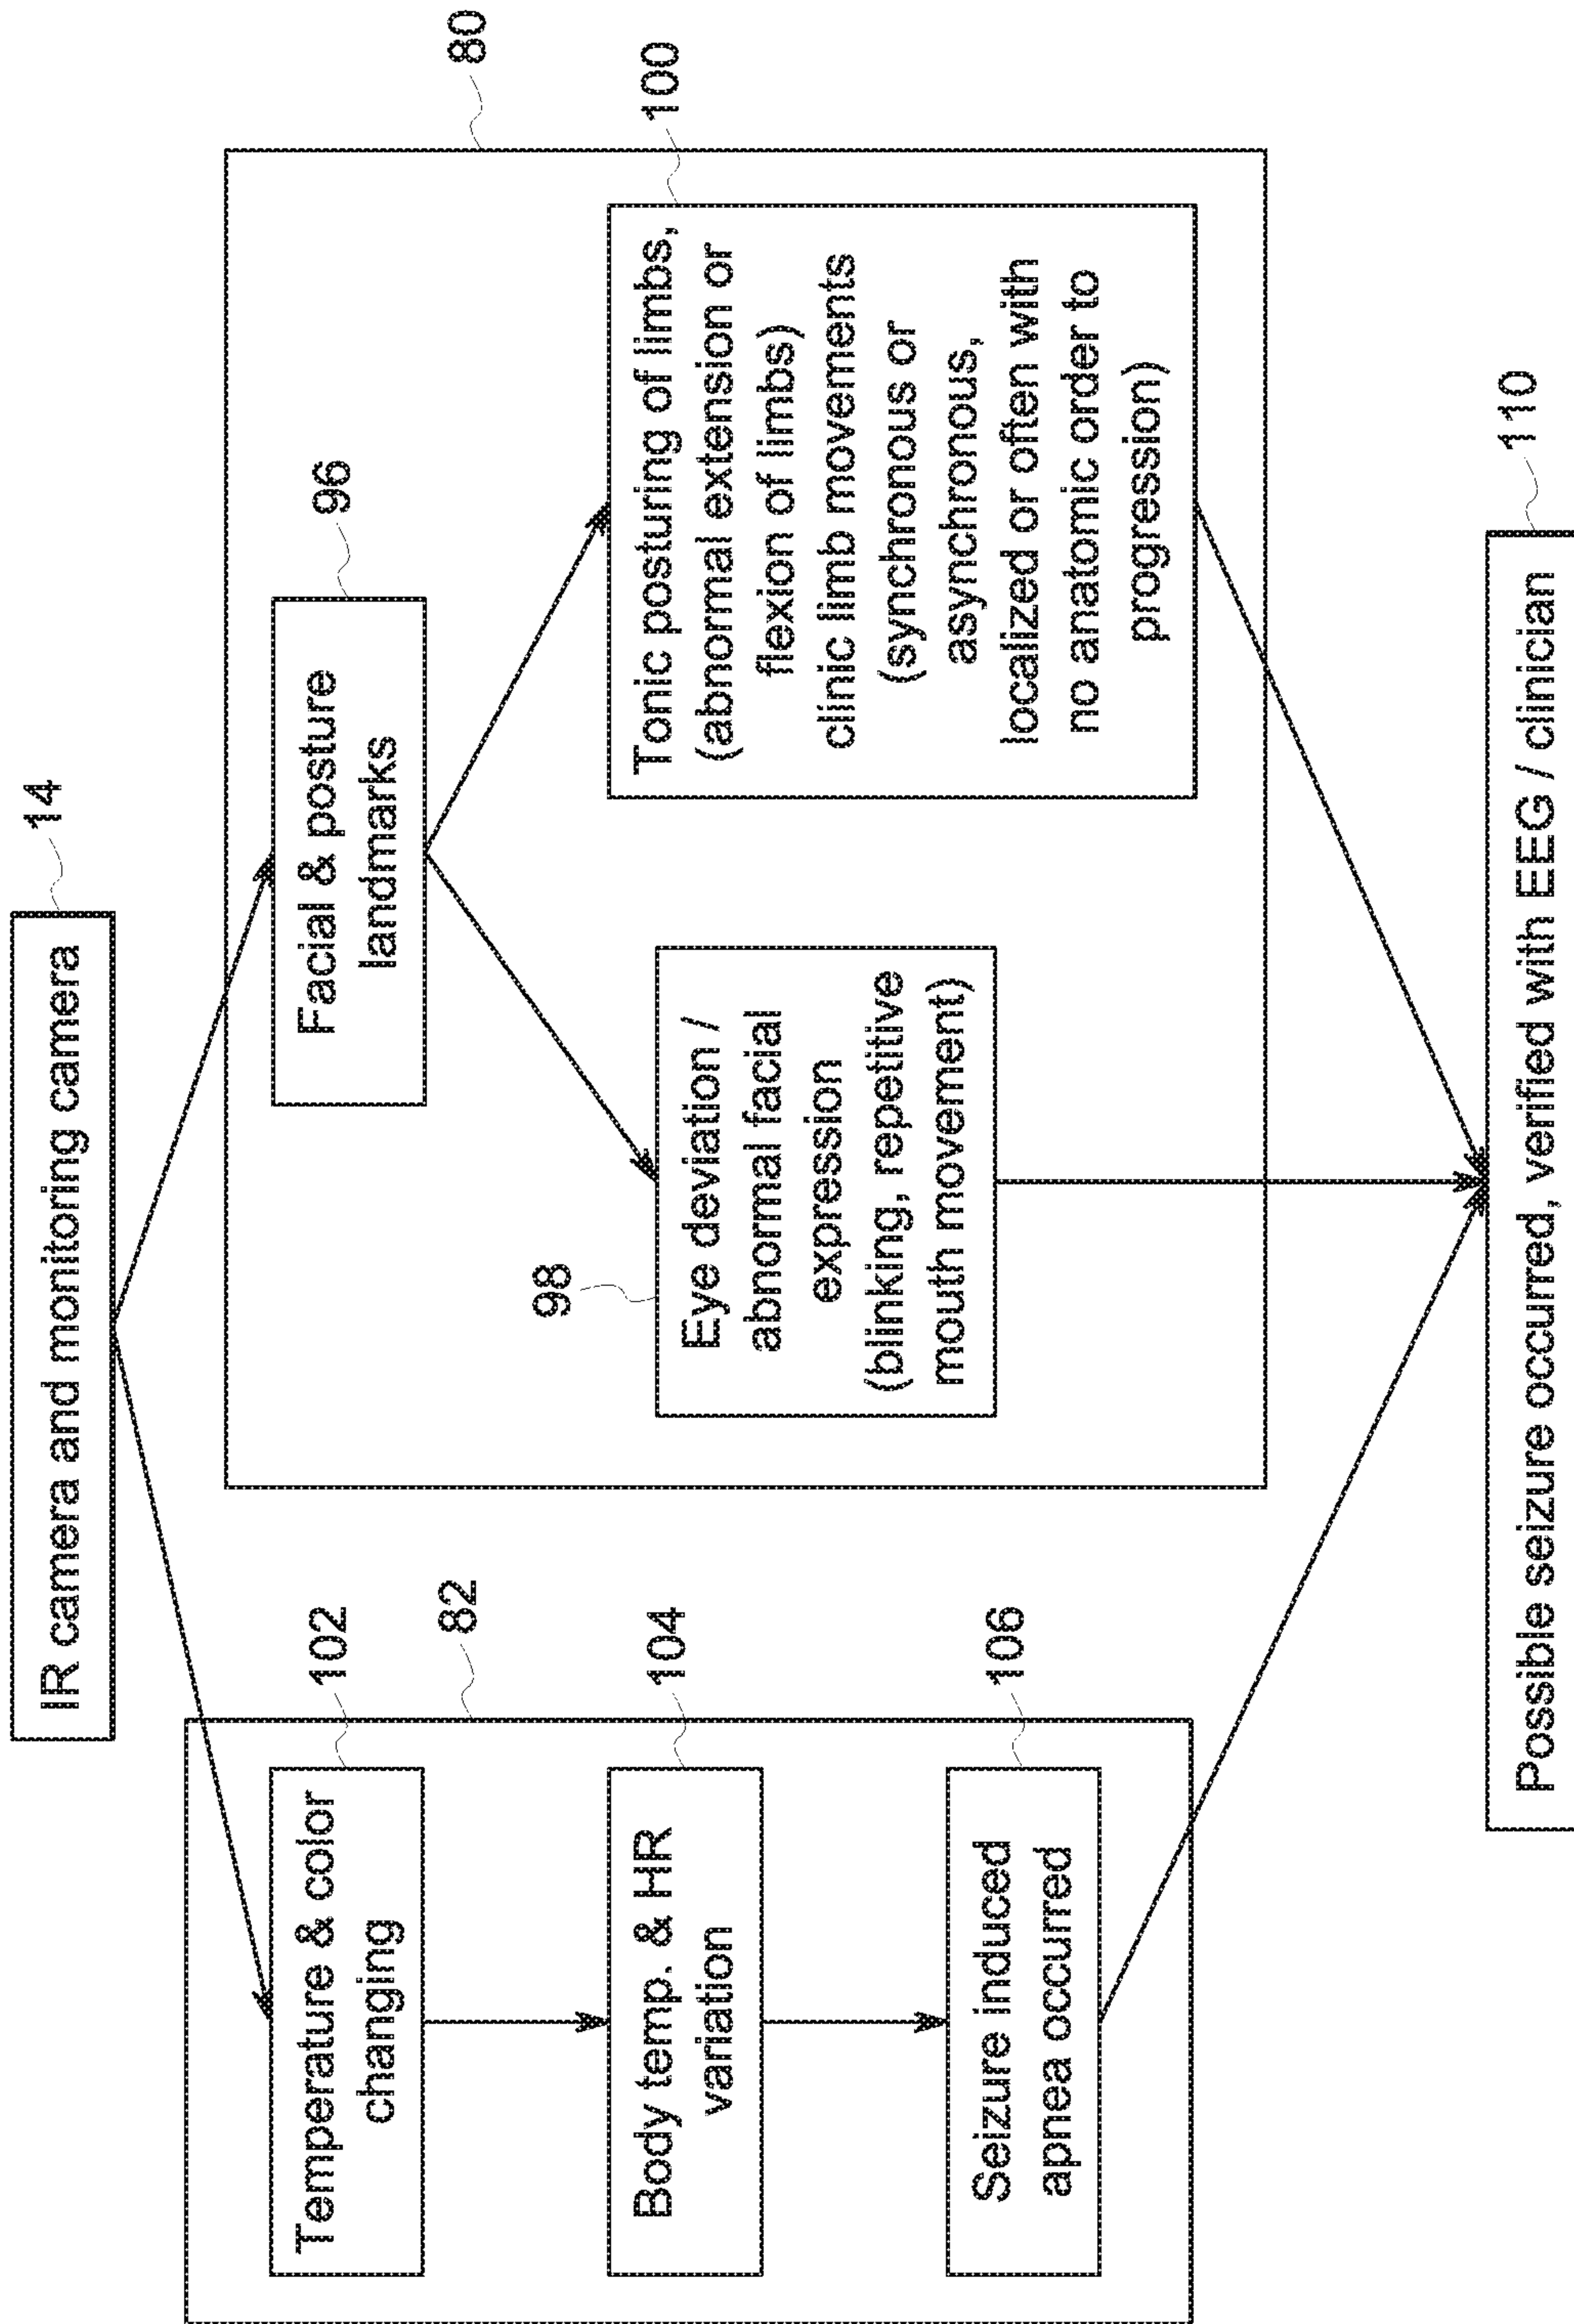 IR camera and monitoring camera
14
82
Temperature & color
changing
102
Body temp. & HR
variation
104
Seizure induced
apnea occurred
106
80
Facial & posture
landmarks
96
98
Eye deviation /
abnormal facial
expression
(blinking, repetitive
mouth movement)
100
Tonic posturing of limbs,
(abnormal extension or
flexion of limbs)
clinic limb movements
(synchronous or
asynchronous,
localized or often with
no anatomic order to
progression)
Possible seizure occurred, verified with EEG / clinician
110